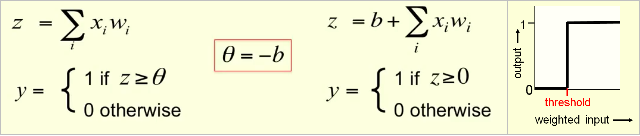 z = ∑ xᵢwᵢ
i
y = { 1 if z ≥ θ
0 otherwise
θ = −b
z = b + ∑ xᵢwᵢ
i
y = { 1 if z ≥ 0
0 otherwise
output
1
0
threshold
weighted input